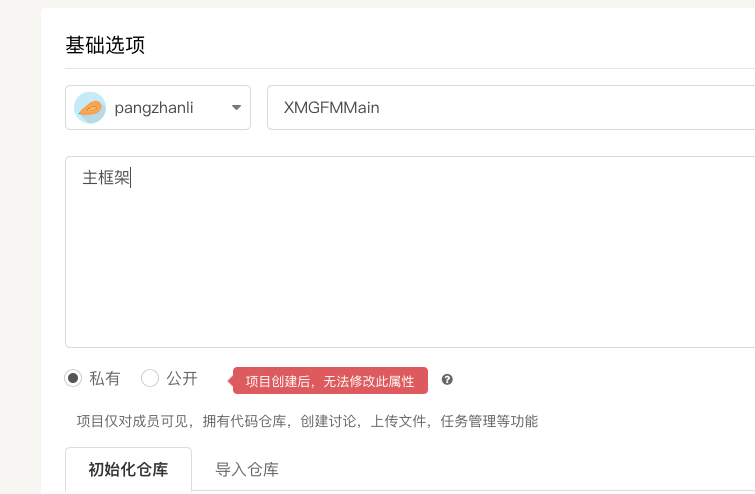 基础选项
pangzhanli
XMGFMMain
主框架
私有
公开
项目创建后，无法修改此属性
?
项目仅对成员可见，拥有代码仓库，创建讨论，上传文件，任务管理等功能
初始化仓库
导入仓库